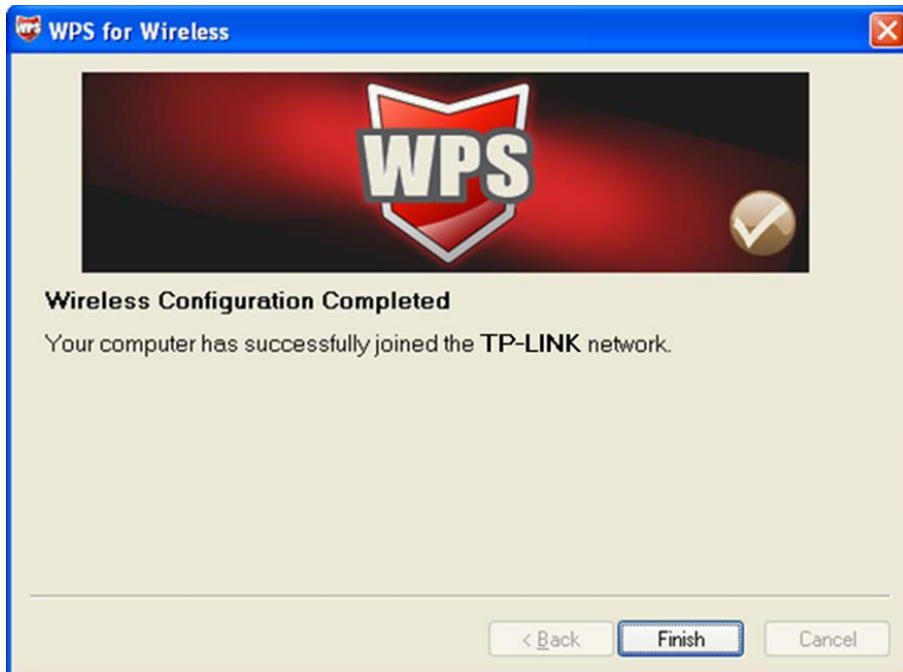 WPS for Wireless
WPS
Wireless Configuration Completed
Your computer has successfully joined the TP-LINK network.
< Back
Finish
Cancel